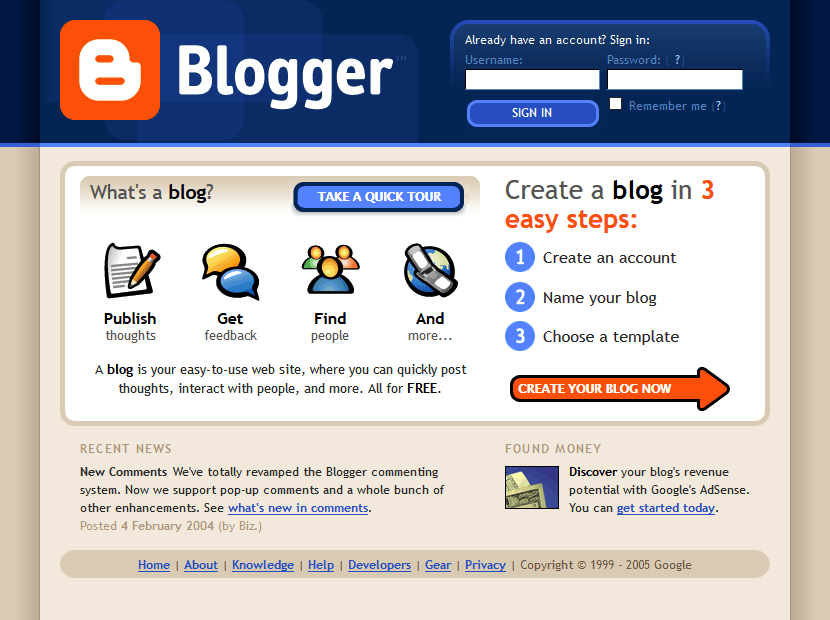 Blogger™
Already have an account? Sign in:
Username:
Password: ( ? )
SIGN IN
Remember me (?)
What's a blog?
TAKE A QUICK TOUR
Publish
thoughts
Get
feedback
Find
people
And
more...
A blog is your easy-to-use web site, where you can quickly post
thoughts, interact with people, and more. All for FREE.
Create a blog in 3
easy steps:
1 Create an account
2 Name your blog
3 Choose a template
CREATE YOUR BLOG NOW
RECENT NEWS
New Comments We've totally revamped the Blogger commenting
system. Now we support pop-up comments and a whole bunch of
other enhancements. See what's new in comments.
Posted 4 February 2004 (by Biz.)
FOUND MONEY
Discover your blog's revenue
potential with Google's AdSense.
You can get started today.
Home | About | Knowledge | Help | Developers | Gear | Privacy | Copyright © 1999 - 2005 Google